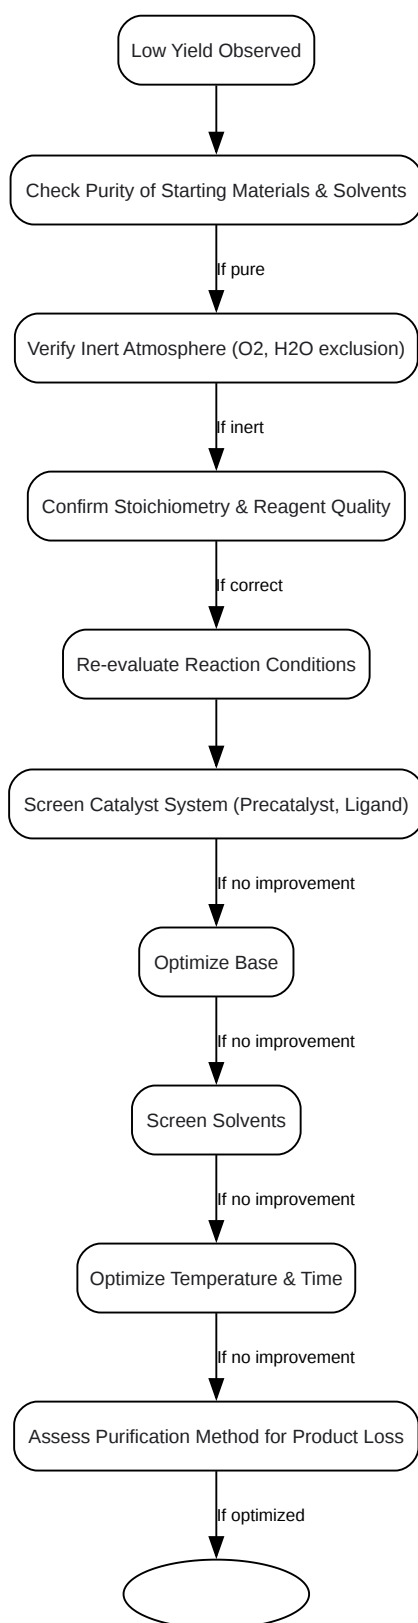 Low Yield Observed
Check Purity of Starting Materials & Solvents
If pure
Verify Inert Atmosphere (O2, H2O exclusion)
If inert
Confirm Stoichiometry & Reagent Quality
If correct
Re-evaluate Reaction Conditions
Screen Catalyst System (Precatalyst, Ligand)
If no improvement
Optimize Base
If no improvement
Screen Solvents
If no improvement
Optimize Temperature & Time
If no improvement
Assess Purification Method for Product Loss
If optimized